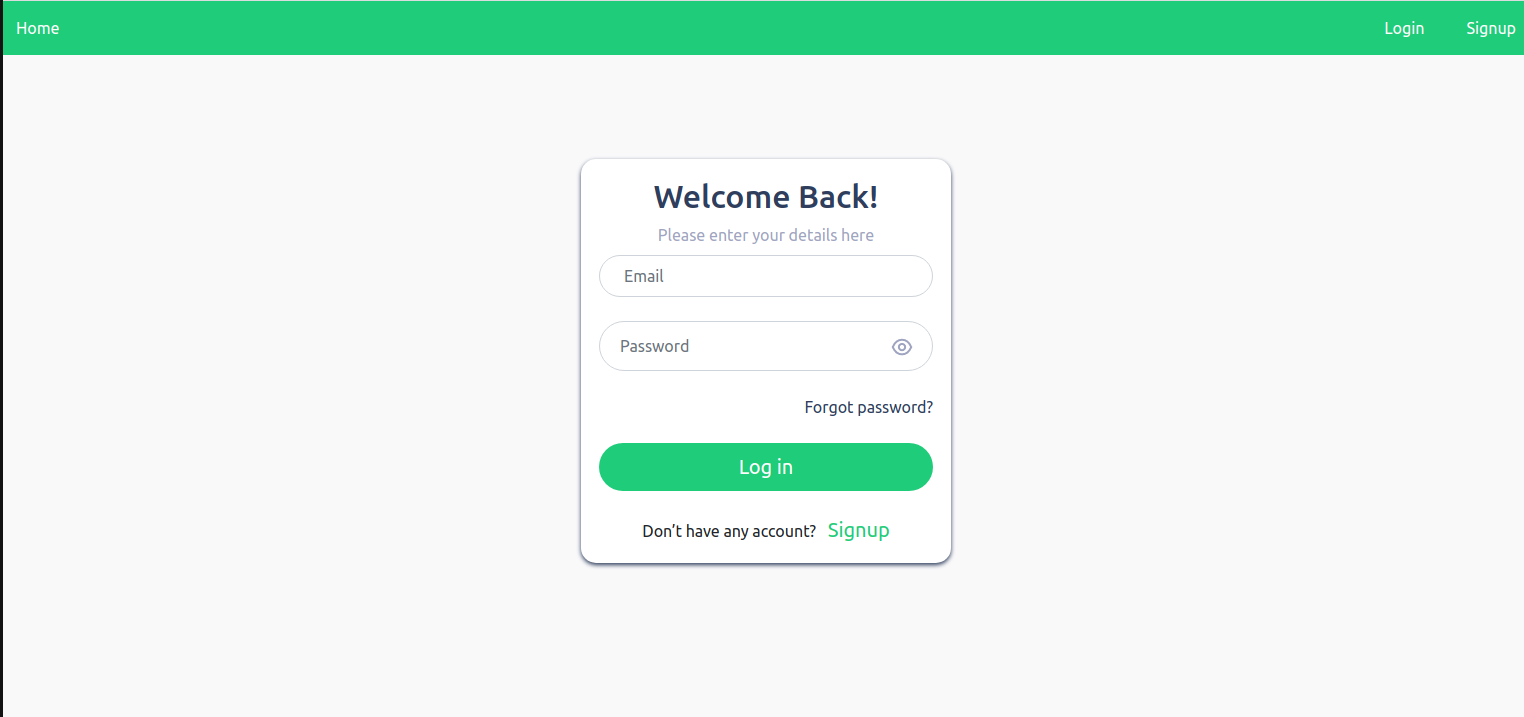 Home Login Signup
Welcome Back!
Please enter your details here
Email
Password
Forgot password?
Log in
Don’t have any account? Signup